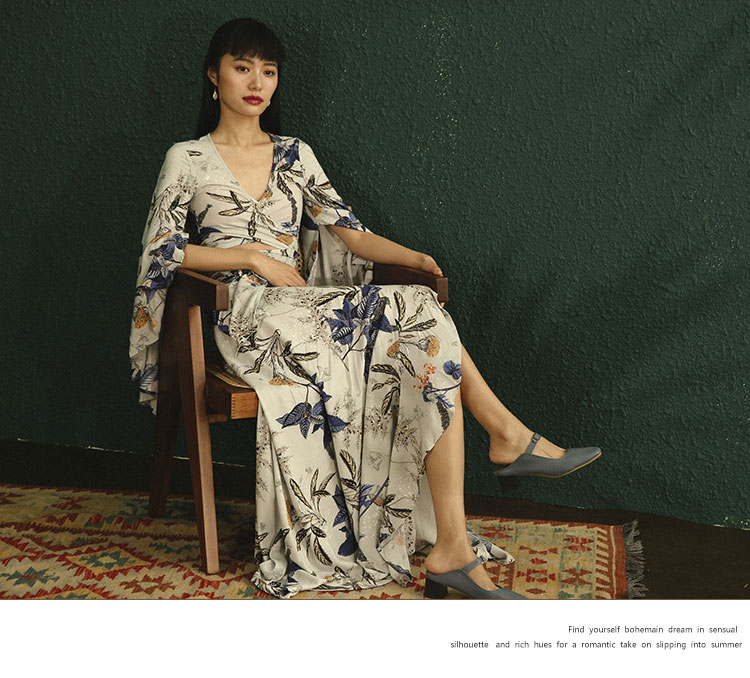 Find yourself bohemain dream in sensual
silhouette and rich hues for a romantic take on slipping into summer